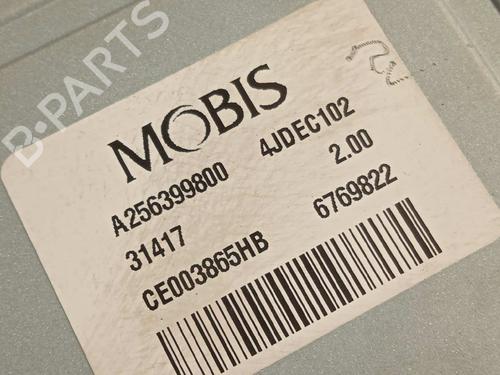 B-PARTS
MOBIS
A256399800 4JDEC102
31417 2.00
CE003865HB 6769822